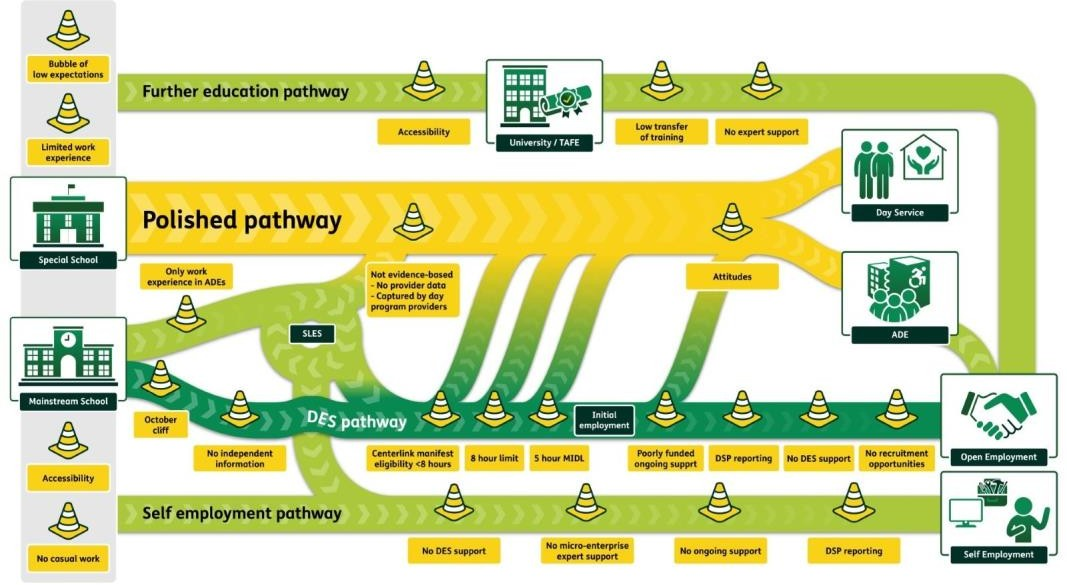 Bubble of
low expectations
Limited work
experience
Special School
Mainstream School
Accessibility
No casual work
Further education pathway
Accessibility
University / TAFE
Low transfer
of training
No expert support
Polished pathway
Day Service
Only work
experience in ADEs
Not evidence-based
- No provider data
- Captured by day
program providers
Attitudes
ADE
SLES
October
cliff
No independent
information
DES pathway
Centerlink manifest
eligibility <8 hours
8 hour limit
5 hour MIDL
Initial
employment
Poorly funded
ongoing supprt
DSP reporting
No DES support
No recruitment
opportunities
Open Employment
Self employment pathway
No DES support
No micro-enterprise
expert support
No ongoing support
DSP reporting
Self Employment